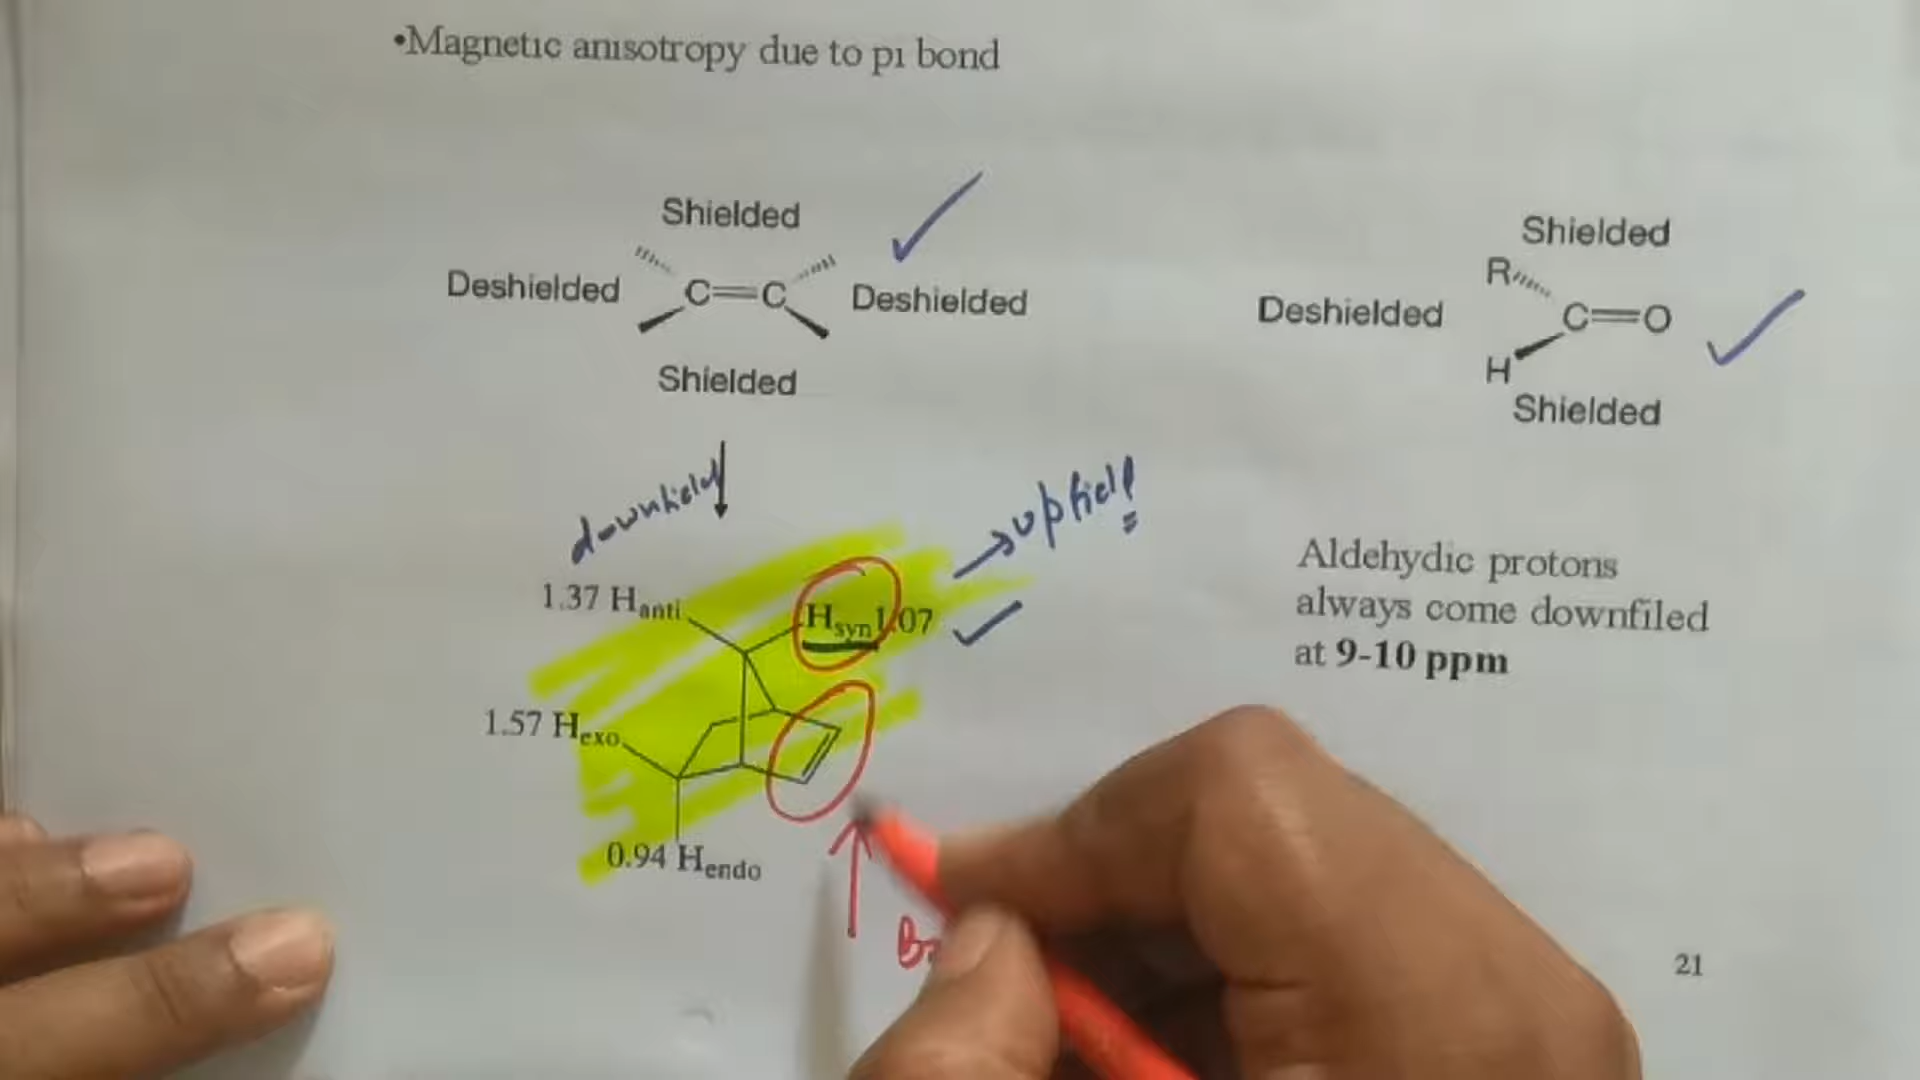 •Magnetic anisotropy due to pi bond
Shielded
Deshielded C=C Deshielded
Shielded
Shielded
R
Deshielded C=O
H
Shielded
downfield
upfield
1.37 Hanti Hsyn 1.07
1.57 Hexo
0.94 Hendo
Aldehydic protons
always come downfiled
at 9-10 ppm
21